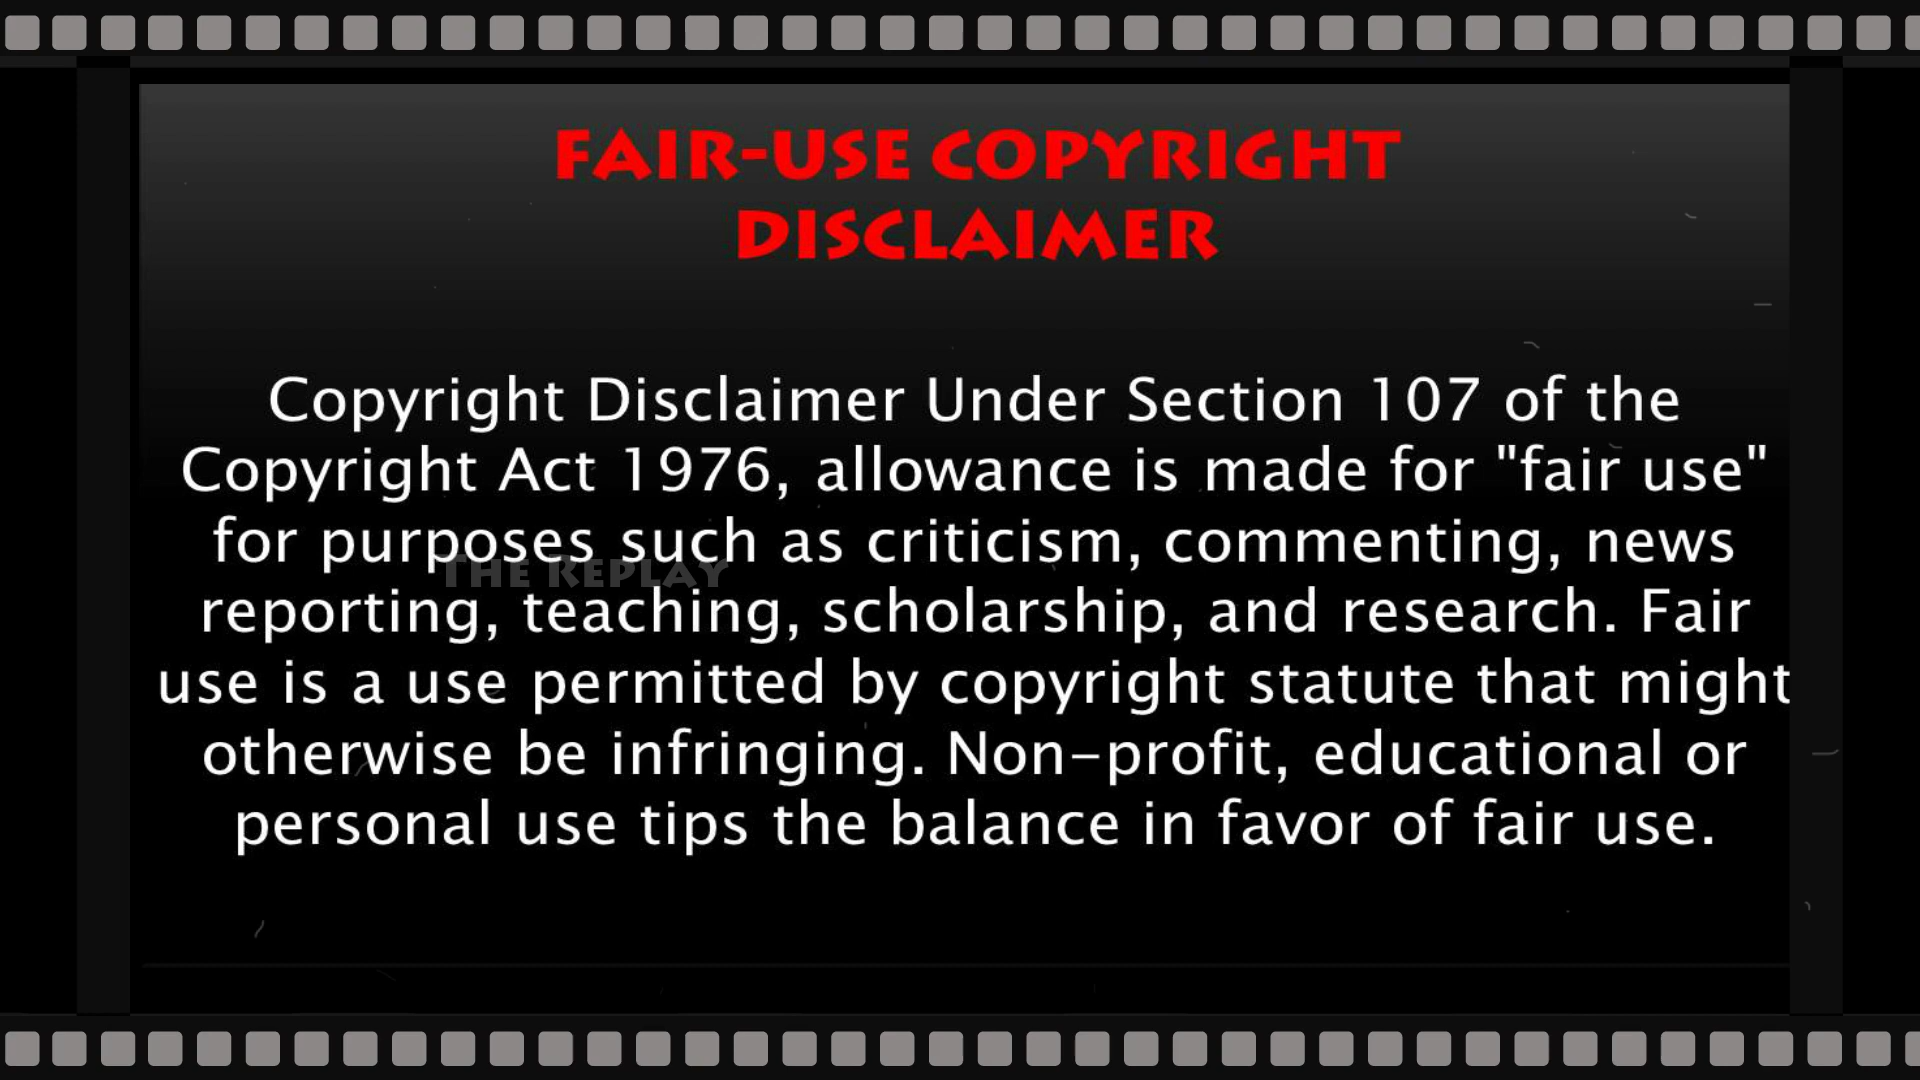 FAIR-USE COPYRIGHT
DISCLAIMER
Copyright Disclaimer Under Section 107 of the
Copyright Act 1976, allowance is made for "fair use"
for purposes such as criticism, commenting, news
The Replay
reporting, teaching, scholarship, and research. Fair
use is a use permitted by copyright statute that might
otherwise be infringing. Non-profit, educational or
personal use tips the balance in favor of fair use.